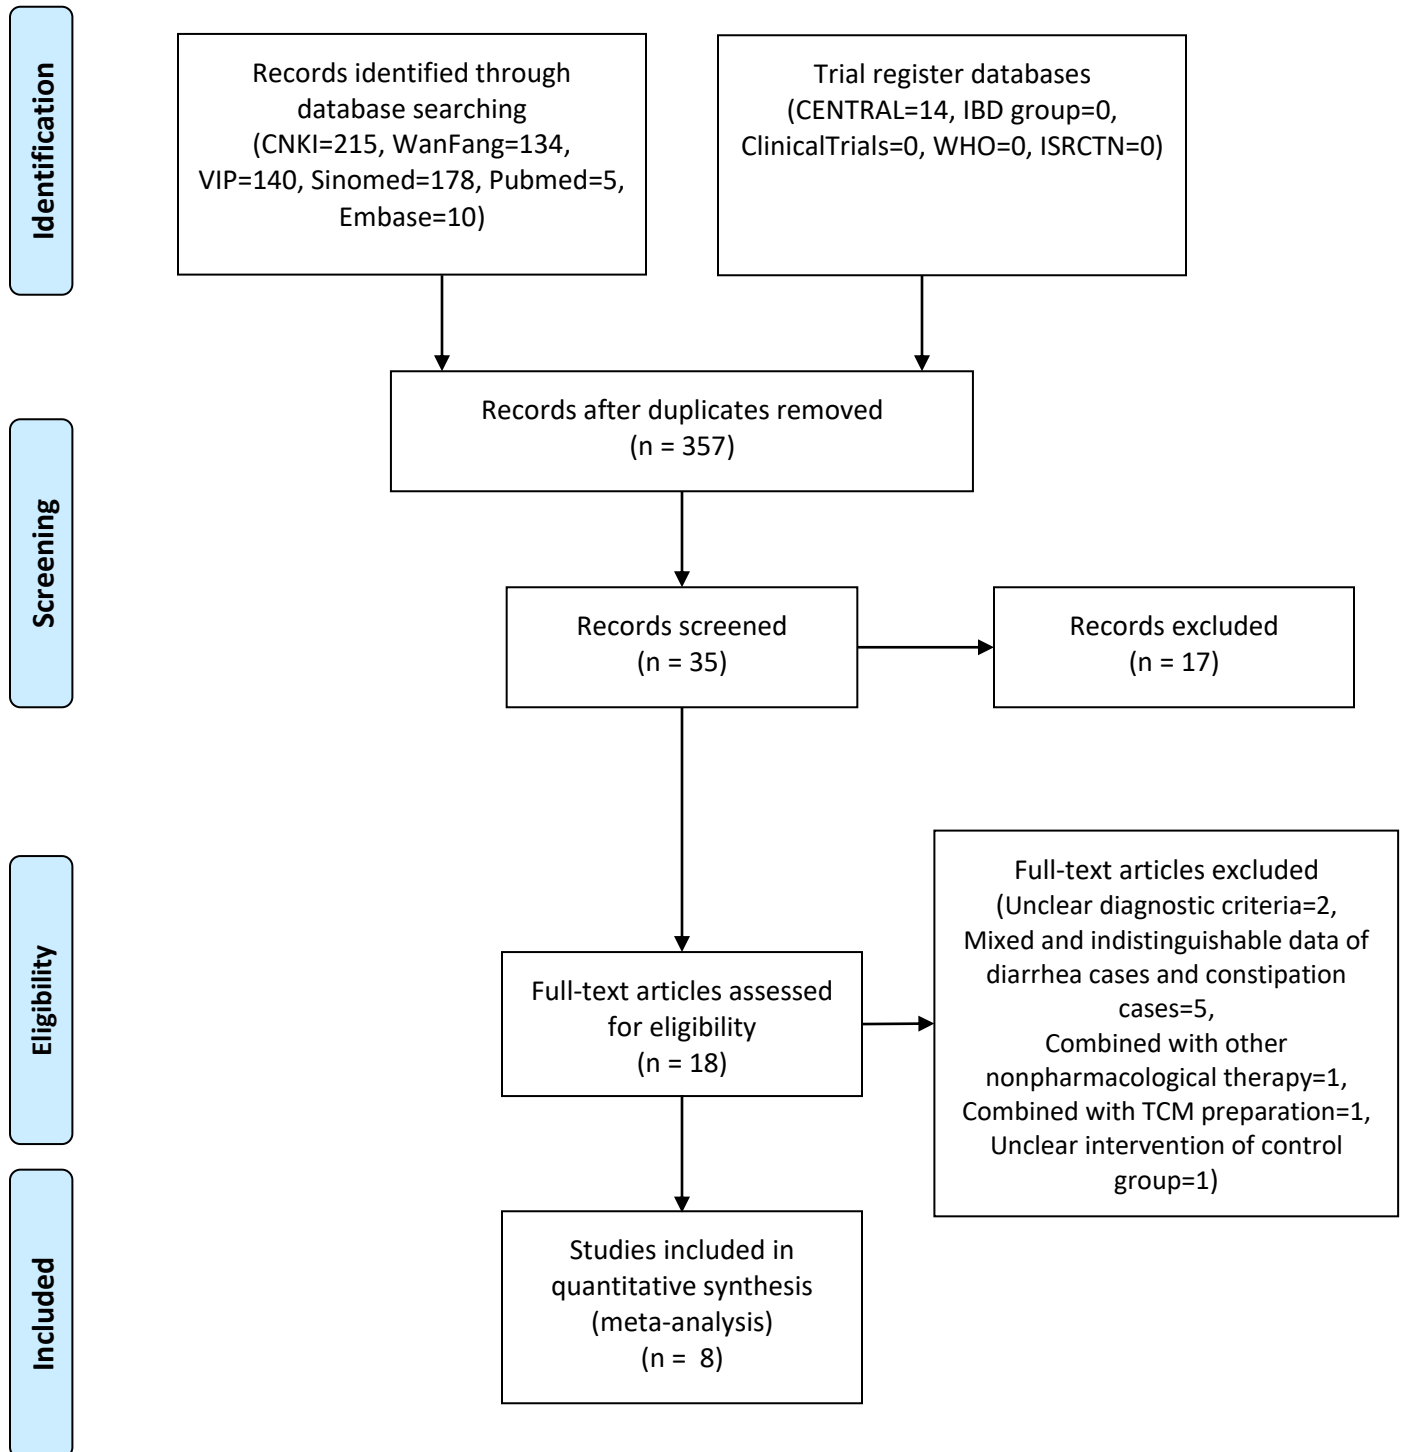 Identification
Records identified through
database searching
(CNKI=215, WanFang=134,
VIP=140, Sinomed=178, Pubmed=5,
Embase=10)
Trial register databases
(CENTRAL=14, IBD group=0,
ClinicalTrials=0, WHO=0, ISRCTN=0)
Records after duplicates removed
(n = 357)
Screening
Records screened
(n = 35)
Records excluded
(n = 17)
Eligibility
Full-text articles assessed
for eligibility
(n = 18)
Full-text articles excluded
(Unclear diagnostic criteria=2,
Mixed and indistinguishable data of
diarrhea cases and constipation
cases=5,
Combined with other
nonpharmacological therapy=1,
Combined with TCM preparation=1,
Unclear intervention of control
group=1)
Included
Studies included in
quantitative synthesis
(meta-analysis)
(n = 8)